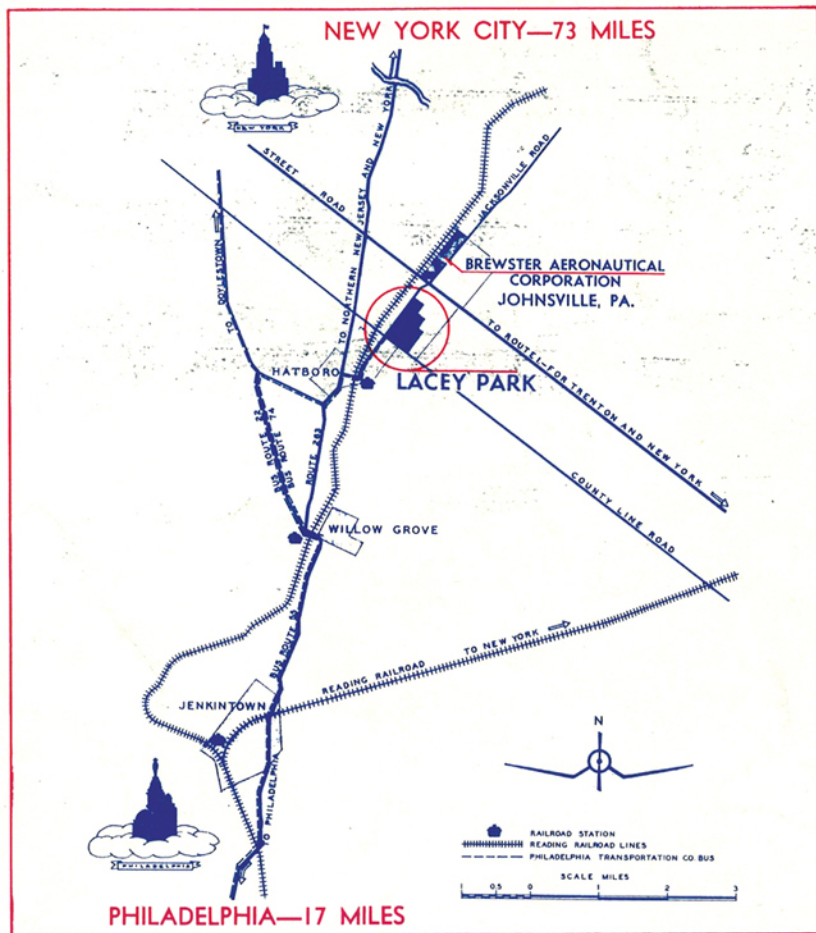 NEW YORK CITY—73 MILES
NEW YORK
STREET ROAD
TO NORTHERN NEW JERSEY AND NEW YORK
JACKSONVILLE ROAD
TO DOYLESTOWN
BREWSTER AERONAUTICAL
CORPORATION
JOHNSVILLE, PA.
HATBORO
LACEY PARK
TO ROUTE 1-FOR TRENTON AND NEW YORK
BUS ROUTE 22
BUS ROUTE 74
ROUTE 263
COUNTY LINE ROAD
WILLOW GROVE
BUS ROUTE 55
TO NEW YORK
READING RAILROAD
JENKINTOWN
TO PHILADELPHIA
N
PHILADELPHIA
RAILROAD STATION
READING RAILROAD LINES
PHILADELPHIA TRANSPORTATION CO. BUS
SCALE MILES
1 0.5 0 1 2 3
PHILADELPHIA—17 MILES